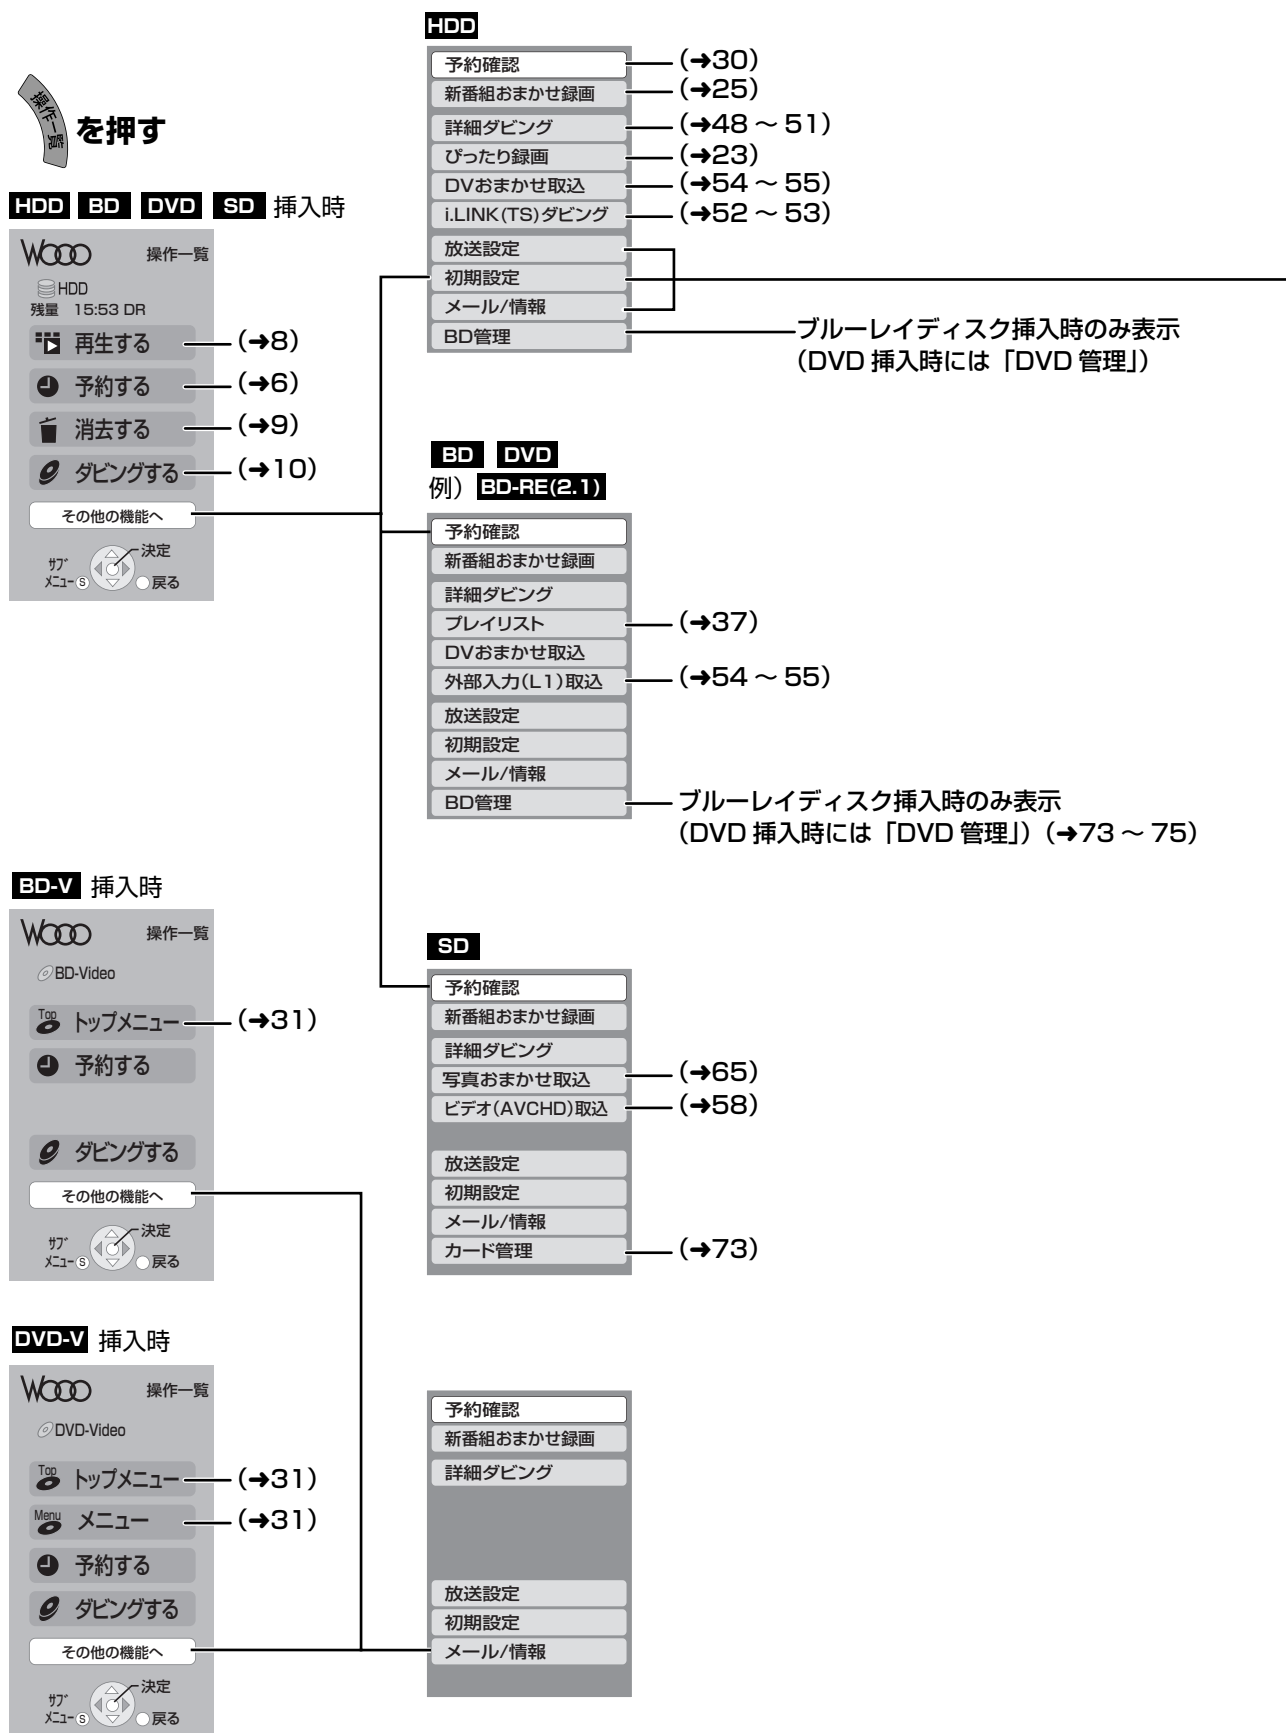 操作一覧
を押す
HDD BD DVD SD 挿入時
Wooo 操作一覧
HDD
残量 15:53 DR
再生する (➜8)
予約する (➜6)
消去する (➜9)
ダビングする (➜10)
その他の機能へ
決定
サブ
メニュー S 戻る
HDD
予約確認 (➜30)
新番組おまかせ録画 (➜25)
詳細ダビング (➜48 ～ 51)
ぴったり録画 (➜23)
DVおまかせ取込 (➜54 ～ 55)
i.LINK(TS)ダビング (➜52 ～ 53)
放送設定
初期設定
メール/情報
BD管理 ブルーレイディスク挿入時のみ表示
(DVD 挿入時には「DVD 管理」)
BD DVD
例） BD-RE(2.1)
予約確認
新番組おまかせ録画
詳細ダビング
プレイリスト (➜37)
DVおまかせ取込
外部入力(L1)取込 (➜54 ～ 55)
放送設定
初期設定
メール/情報
BD管理 ブルーレイディスク挿入時のみ表示
(DVD 挿入時には「DVD 管理」) (➜73 ～ 75)
BD-V 挿入時
Wooo 操作一覧
BD-Video
Top トップメニュー (➜31)
予約する
ダビングする
その他の機能へ
決定
サブ
メニュー S 戻る
SD
予約確認
新番組おまかせ録画
詳細ダビング
写真おまかせ取込 (➜65)
ビデオ(AVCHD)取込 (➜58)
放送設定
初期設定
メール/情報
カード管理 (➜73)
DVD-V 挿入時
Wooo 操作一覧
DVD-Video
Top トップメニュー (➜31)
Menu メニュー (➜31)
予約する
ダビングする
その他の機能へ
決定
サブ
メニュー S 戻る
予約確認
新番組おまかせ録画
詳細ダビング
放送設定
初期設定
メール/情報